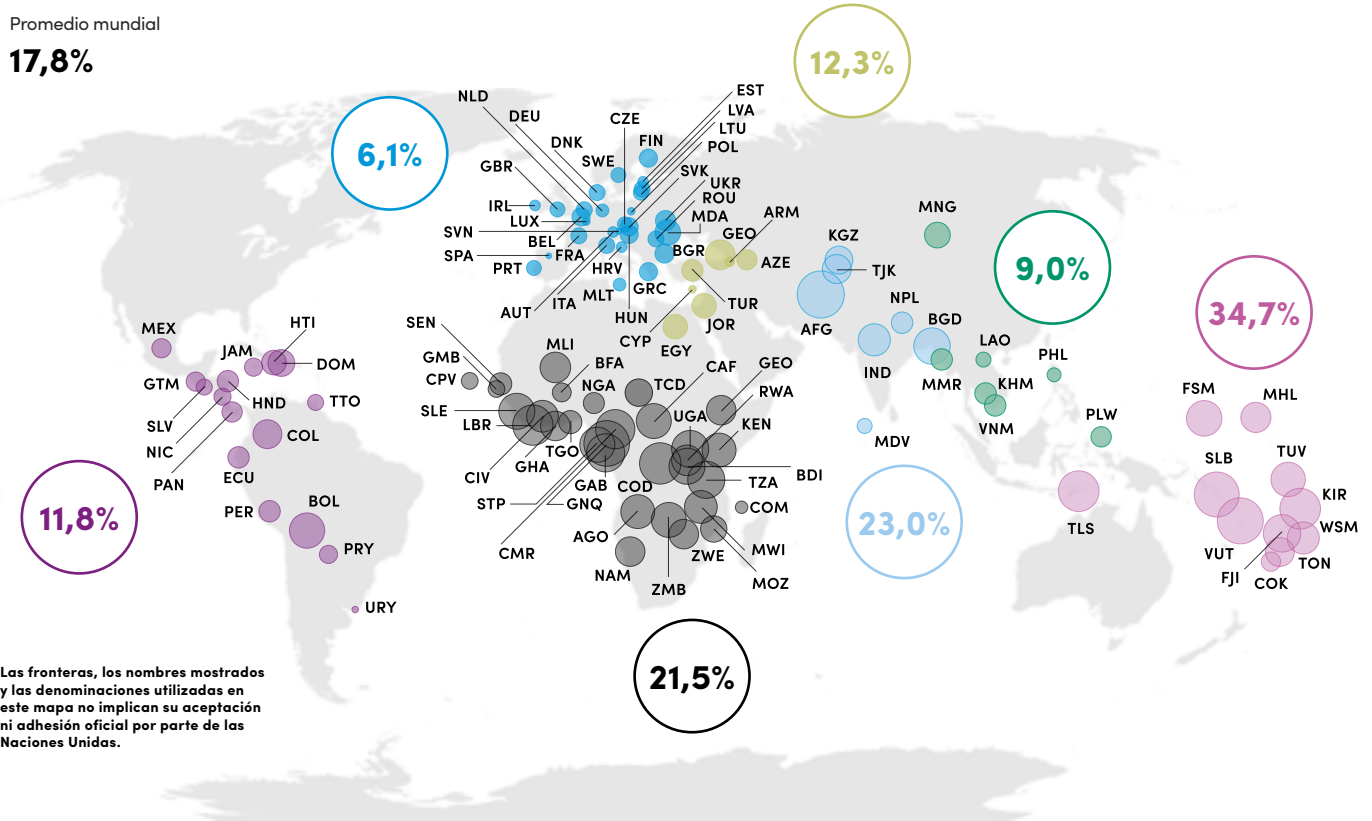 Promedio mundial
17,8%
12,3%
6,1%
NLD
DEU
DNK
GBR
SWE
CZE
FIN
EST
LVA
LTU
POL
SVK
UKR
ROU
MDA
IRL
LUX
SVN
BEL
SPA
FRA
PRT
AUT
ITA
HRV
MLT
HUN
GRC
BGR
GEO
ARM
AZE
TUR
CYP
JOR
EGY
KGZ
TJK
NPL
AFG
BGD
IND
MDV
MNG
9,0%
LAO
MMR
KHM
VNM
PHL
PLW
34,7%
FSM
MHL
SLB
TUV
KIR
WSM
VUT
FJI
TON
COK
TLS
23,0%
MEX
HTI
JAM
DOM
GTM
HND
TTO
SLV
NIC
PAN
COL
ECU
PER
BOL
PRY
URY
11,8%
SEN
GMB
CPV
MLI
BFA
NGA
TCD
CAF
GEO
RWA
SLE
LBR
UGA
KEN
CIV
GHA
TGO
STP
GAB
GNQ
COD
BDI
TZA
COM
CMR
AGO
NAM
ZMB
ZWE
MWI
MOZ
21,5%
Las fronteras, los nombres mostrados
y las denominaciones utilizadas en
este mapa no implican su aceptación
ni adhesión oficial por parte de las
Naciones Unidas.